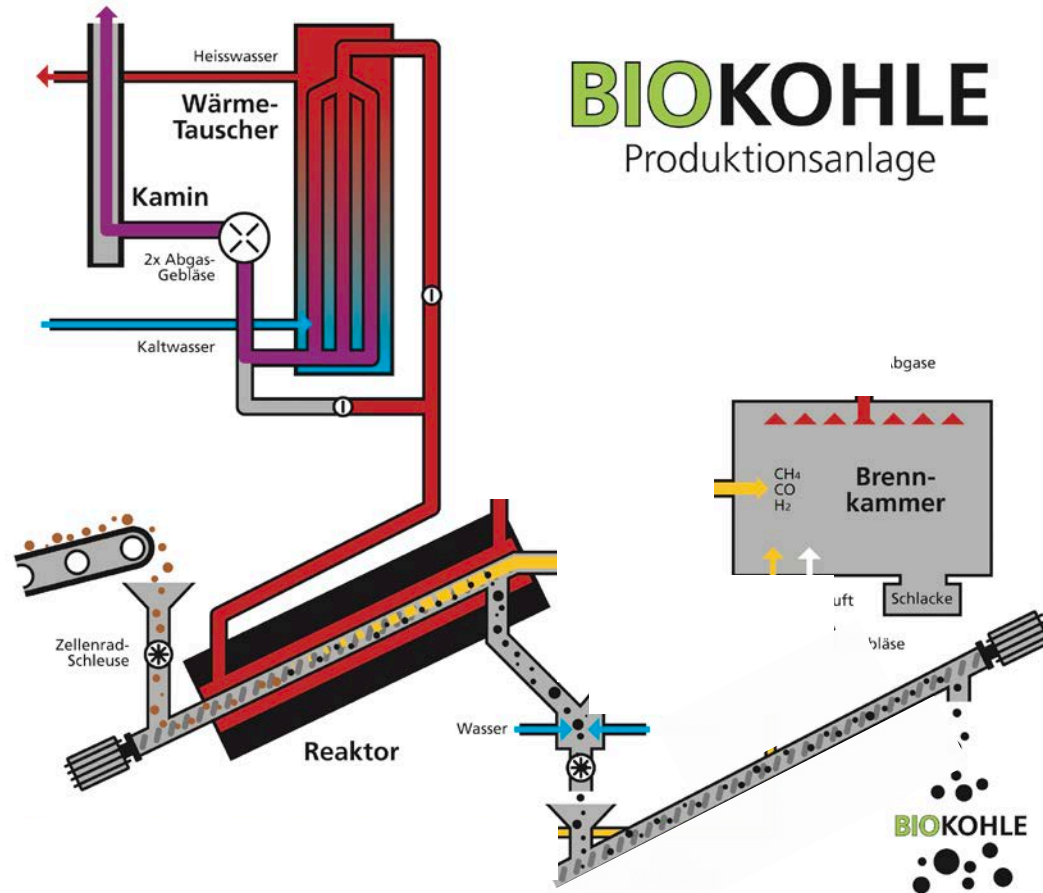 BIOKOHLE
Produktionsanlage
Heisswasser
Wärme-
Tauscher
Kamin
2x Abgas-
Gebläse
Kaltwasser
CH4
CO
H2
Brenn-
kammer
Schlacke
Zellenrad-
Schleuse
Reaktor
Wasser
BIOKOHLE